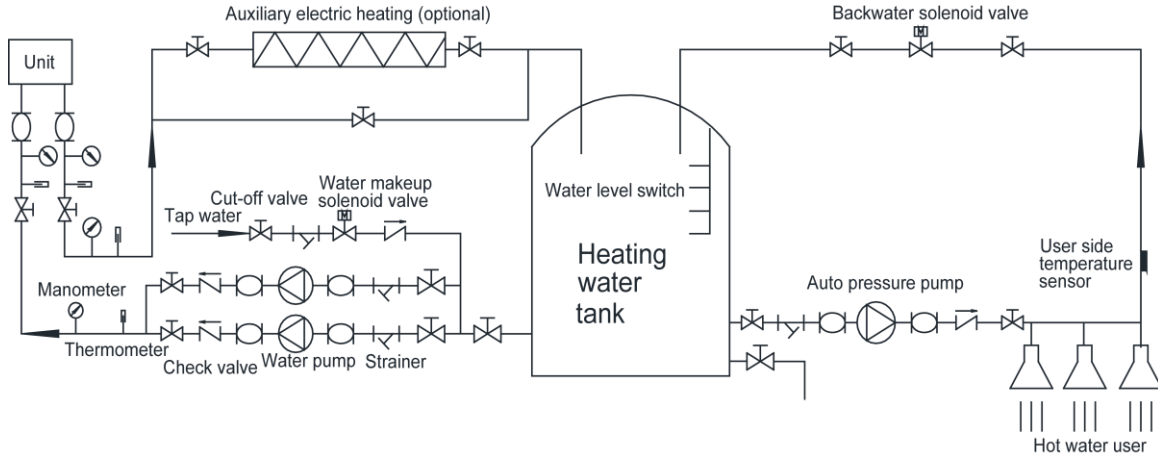 Auxiliary electric heating (optional)
Backwater solenoid valve
Unit
Water makeup
solenoid valve
Cut-off valve
Tap water
Water level switch
Heating
water
tank
User side
temperature
sensor
Auto pressure pump
Manometer
Thermometer
Check valve
Water pump
Strainer
Hot water user